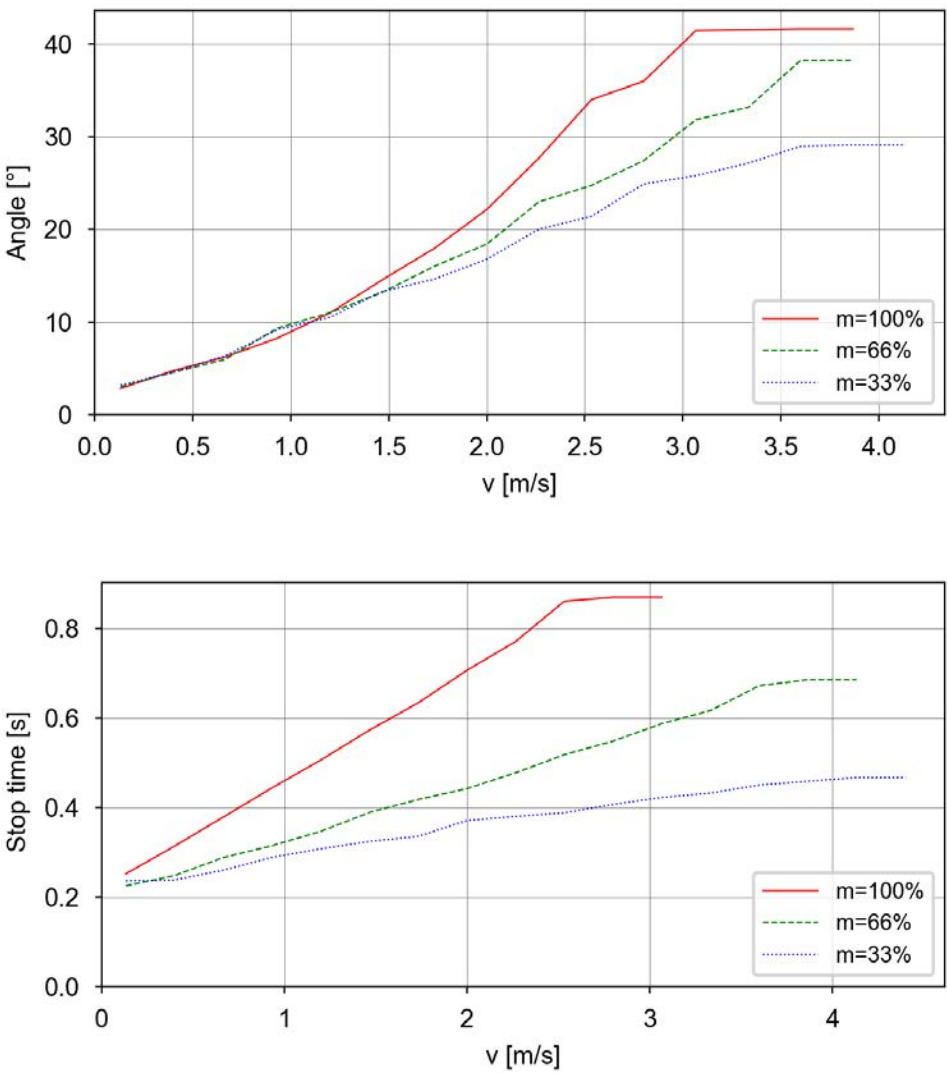 40
30
20
10
0
Angle [°]
0.0 0.5 1.0 1.5 2.0 2.5 3.0 3.5 4.0
v [m/s]
m=100%
m=66%
m=33%
0.8
0.6
0.4
0.2
0.0
Stop time [s]
0 1 2 3 4
v [m/s]
m=100%
m=66%
m=33%